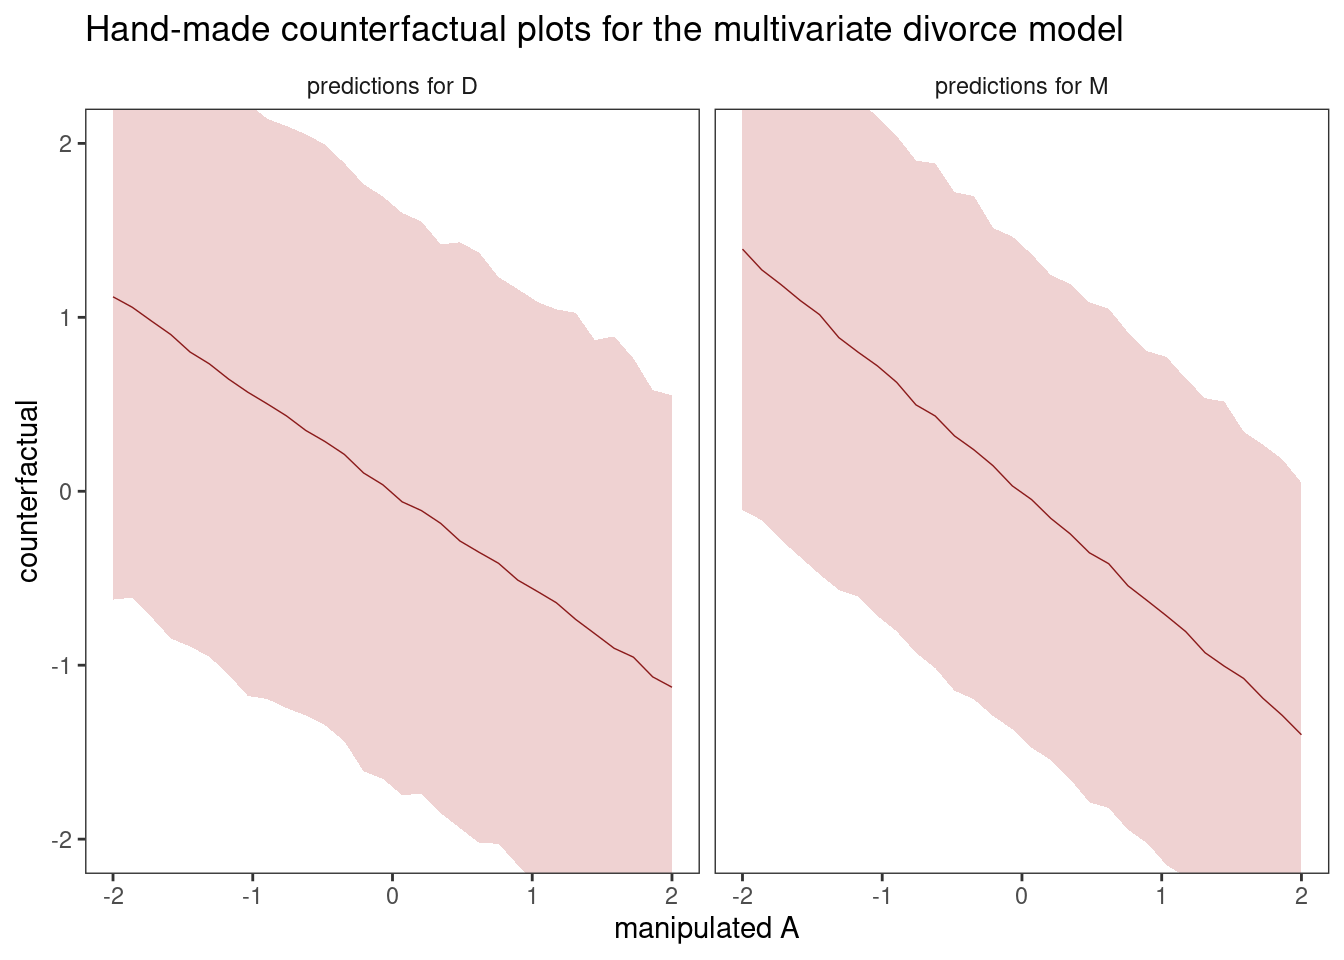 Hand-made counterfactual plots for the multivariate divorce model
predictions for D
predictions for M
counterfactual
2
1
0
-1
-2
-2 -1 0 1 2
-2 -1 0 1 2
manipulated A